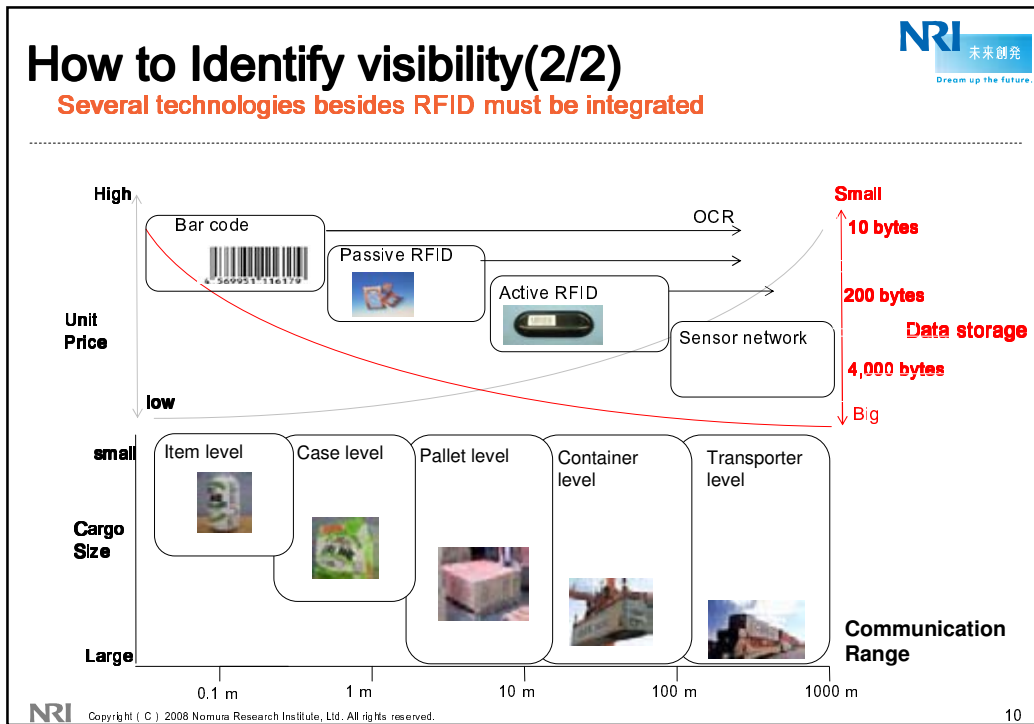 How to Identify visibility(2/2)
NRI
未来創発
Dream up the future.
Several technologies besides RFID must be integrated
High
Small
Bar code
OCR
10 bytes
Passive RFID
4 569951 116179
Active RFID
200 bytes
Unit
Price
Data storage
Sensor network
4,000 bytes
low
Big
small
Item level
Case level
Pallet level
Container
level
Transporter
level
Cargo
Size
Large
Communication
Range
0.1 m
1 m
10 m
100 m
1000 m
NRI
Copyright ( C ) 2008 Nomura Research Institute, Ltd. All rights reserved.
10